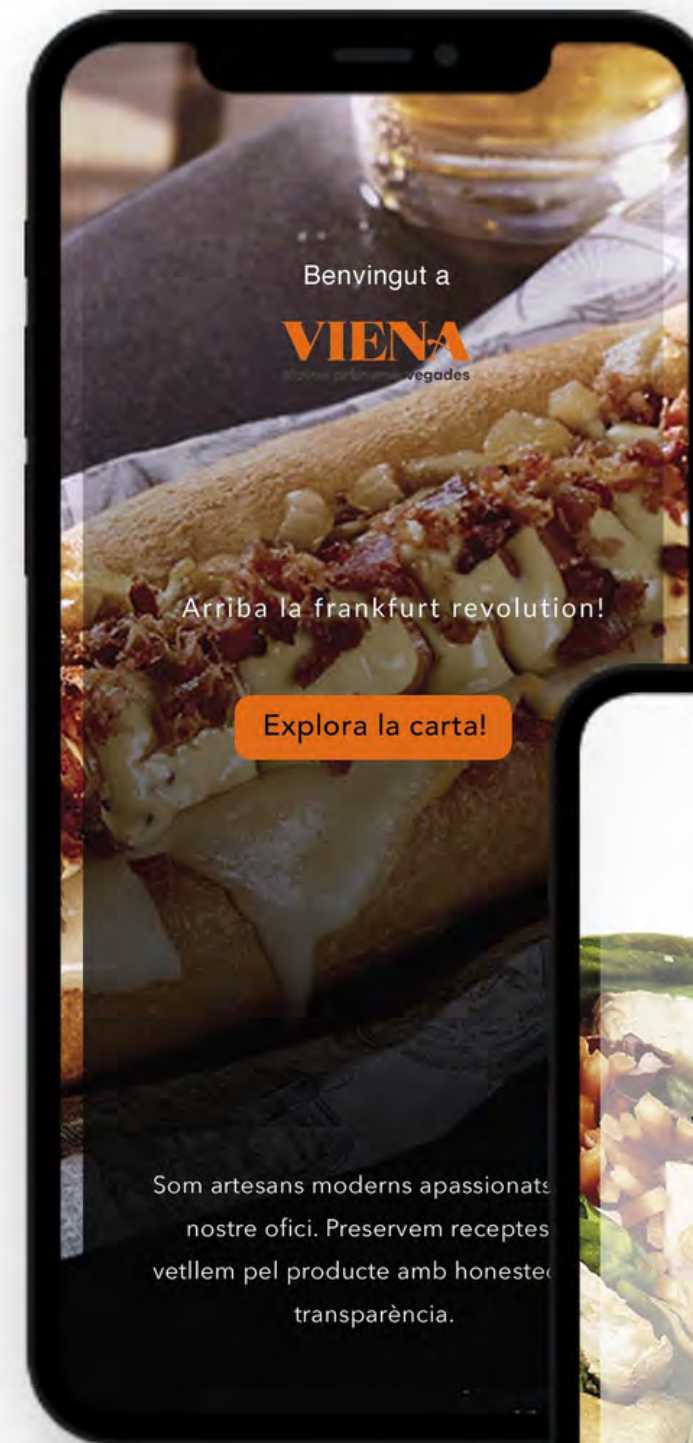 Benvingut a
VIENA
vegades
Arriba la frankfurt revolution!
Explora la carta!
Som artesans moderns apassionats
nostre ofici. Preservem receptes
vetllem pel producte amb
transparència.